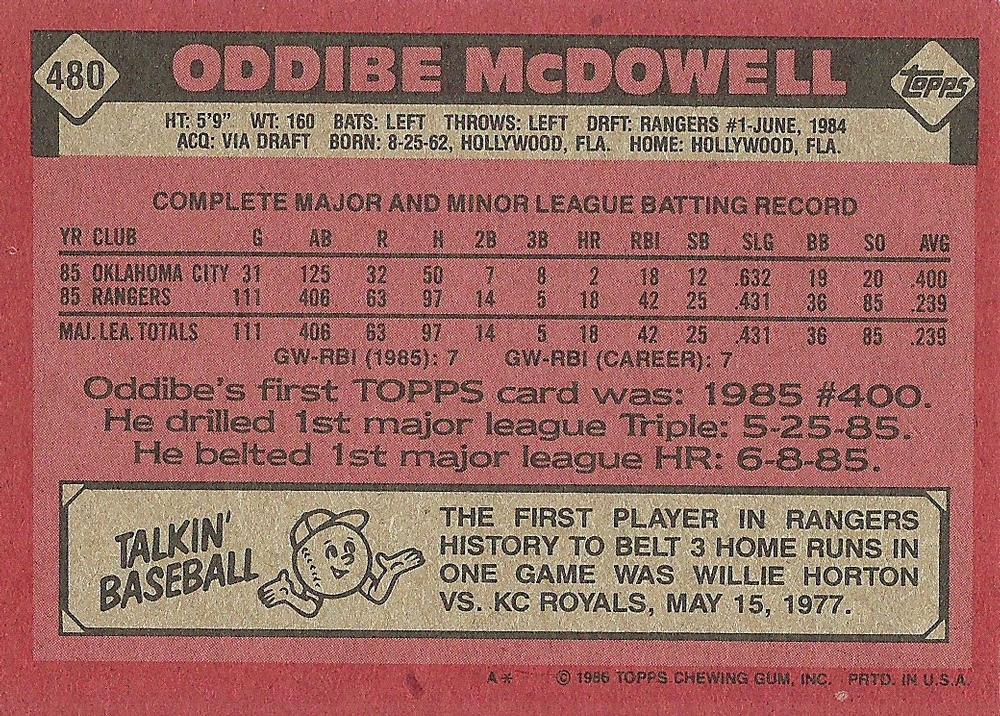 480 ODDIBE McDOWELL TOPPS
HT: 5'9" WT: 160 BATS: LEFT THROWS: LEFT DRFT: RANGERS #1-JUNE, 1984
ACQ: VIA DRAFT BORN: 8-25-62, HOLLYWOOD, FLA. HOME: HOLLYWOOD, FLA.
COMPLETE MAJOR AND MINOR LEAGUE BATTING RECORD
YR CLUB G AB R H 2B 3B HR RBI SB SLG BB SO AVG
85 OKLAHOMA CITY 31 125 32 50 7 8 2 18 12 .632 19 20 .400
85 RANGERS 111 406 63 97 14 5 18 42 25 .431 36 85 .239
MAJ. LEA. TOTALS 111 406 63 97 14 5 18 42 25 .431 36 85 .239
GW-RBI (1985): 7 GW-RBI (CAREER): 7
Oddibe's first TOPPS card was: 1985 #400.
He drilled 1st major league Triple: 5-25-85.
He belted 1st major league HR: 6-8-85.
TALKIN'
BASEBALL
THE FIRST PLAYER IN RANGERS
HISTORY TO BELT 3 HOME RUNS IN
ONE GAME WAS WILLIE HORTON
VS. KC ROYALS, MAY 15, 1977.
A* © 1986 TOPPS CHEWING GUM, INC. PRTD. IN U.S.A.